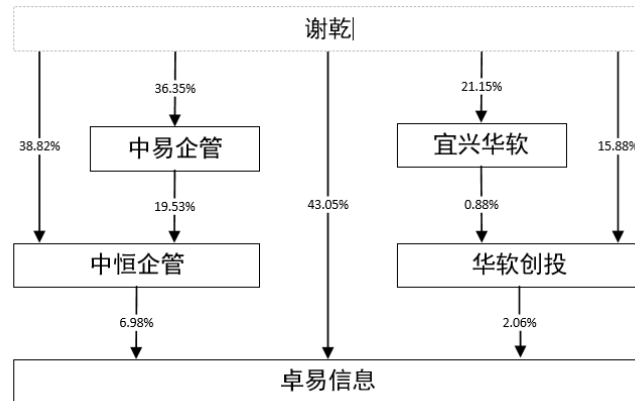 谢乾
36.35%
21.15%
38.82%
中易企管
宜兴华软
15.88%
19.53%
43.05%
0.88%
中恒企管
华软创投
6.98%
2.06%
卓易信息